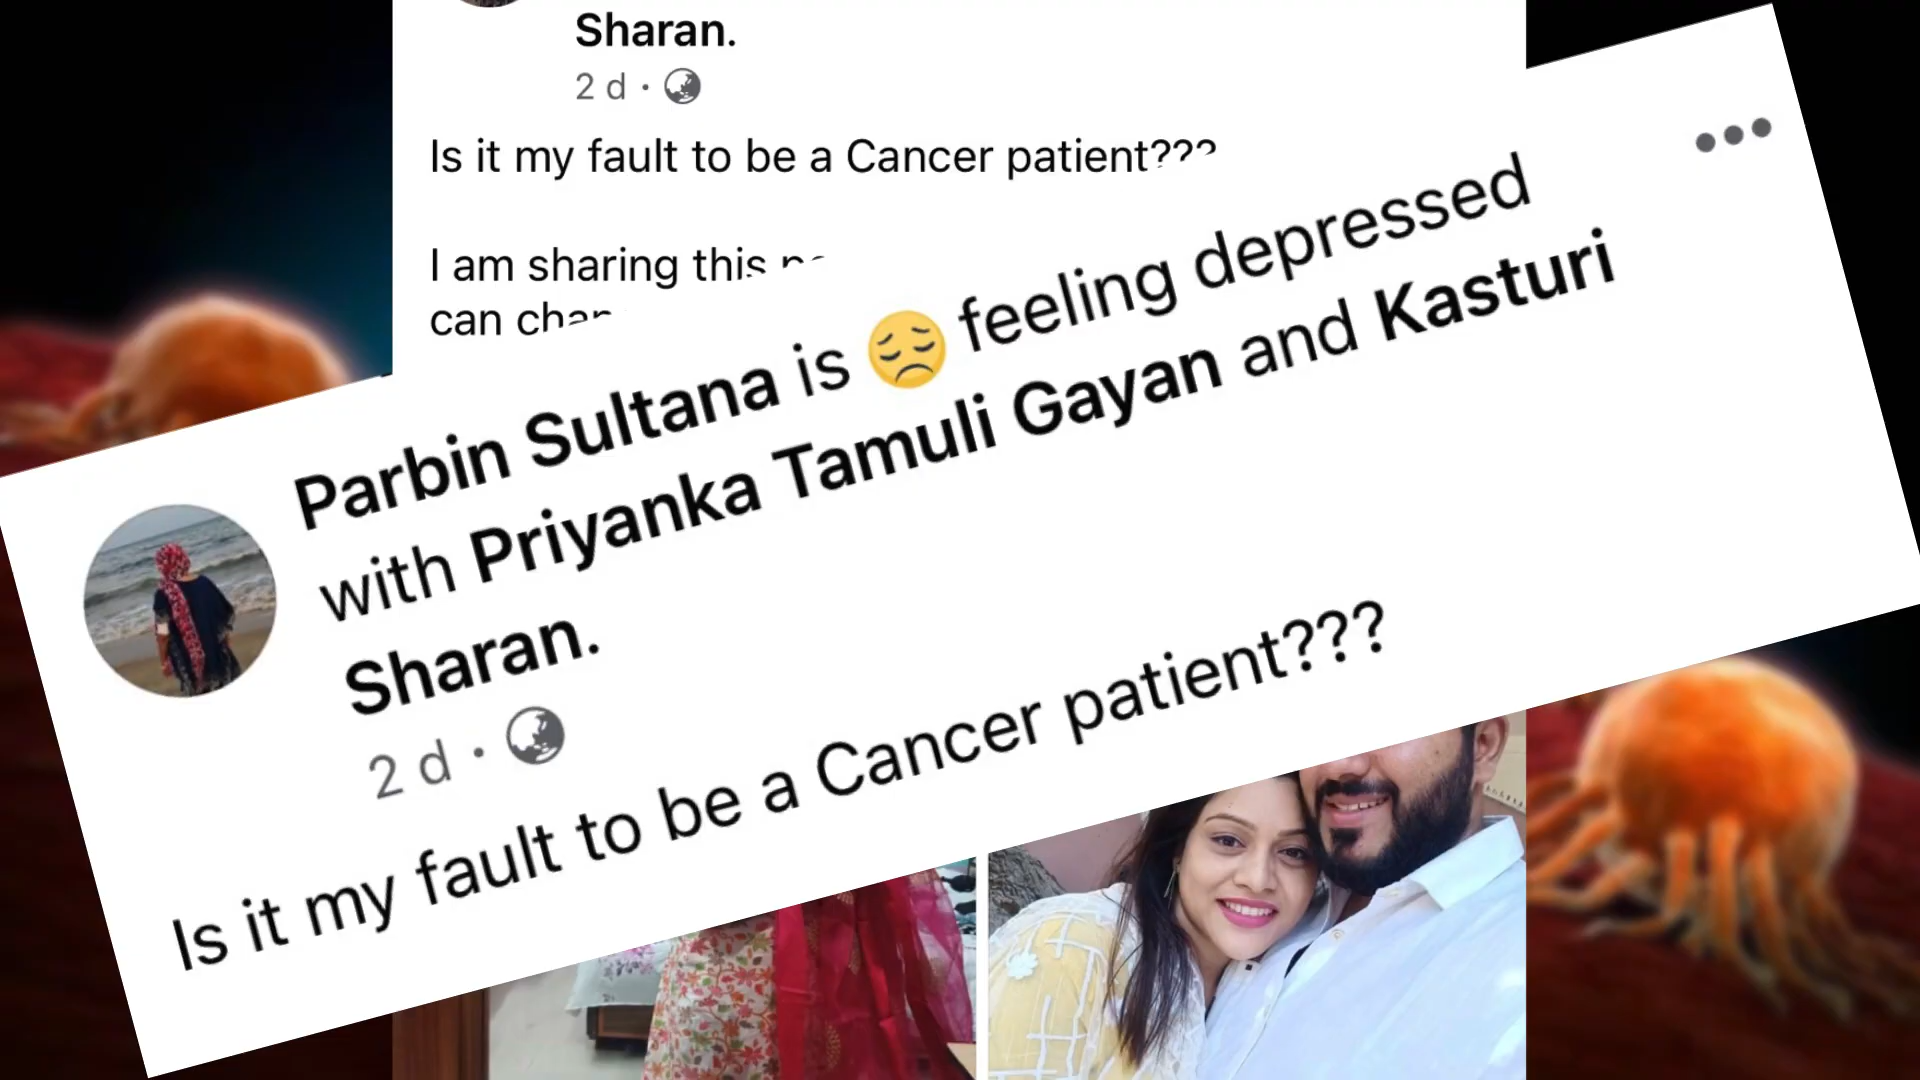 Sharan.
2 d ·
Is it my fault to be a Cancer patient???
I am sharing this
can
Parbin Sultana is 😞 feeling depressed
with Priyanka Tamuli Gayan and Kasturi
Sharan.
2 d ·
Is it my fault to be a Cancer patient???